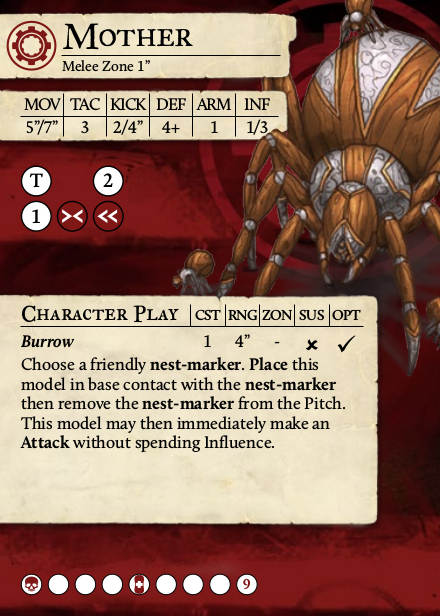 Mother
Melee Zone 1”
MOV TAC KICK DEF ARM INF
5”/7” 3 2/4” 4+ 1 1/3
T 2
1 >< <<
Character Play CST RNG ZON SUS OPT
Burrow 1 4” - ✗ ✓
Choose a friendly nest-marker. Place this
model in base contact with the nest-marker
then remove the nest-marker from the Pitch.
This model may then immediately make an
Attack without spending Influence.
9